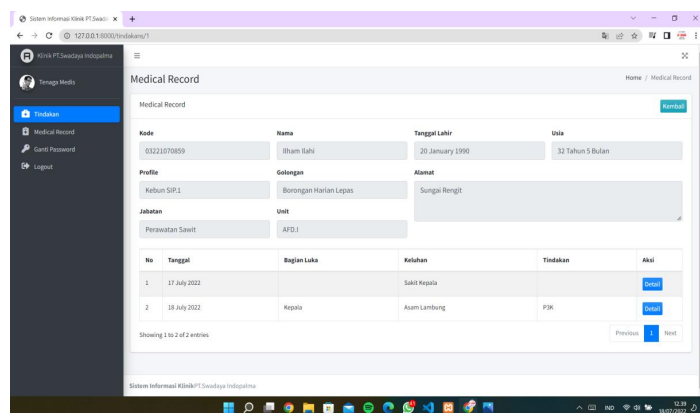 Sistem Informasi Klinik PT.Swada
127.0.0.1:8000/tindakans/1
Klinik PT.Swadaya Indopalma
Tenaga Medis
Tindakan
Medical Record
Ganti Password
Logout
Medical Record
Home / Medical Record
Medical Record
Kembali
Kode Nama Tanggal Lahir Usia
03221070859 Ilham Ilahi 20 January 1990 32 Tahun 5 Bulan
Profile Golongan Alamat
Kebun SIP.1 Borongan Harian Lepas Sungai Rengit
Jabatan Unit
Perawatan Sawit AFD.I
No Tanggal Bagian Luka Keluhan Tindakan Aksi
1 17 July 2022 Sakit Kepala Detail
2 18 July 2022 Kepala Asam Lambung P3K Detail
Showing 1 to 2 of 2 entries
Previous 1 Next
Sistem Informasi KlinikPT.Swadaya Indopalma
IND
12.39
18/07/2022